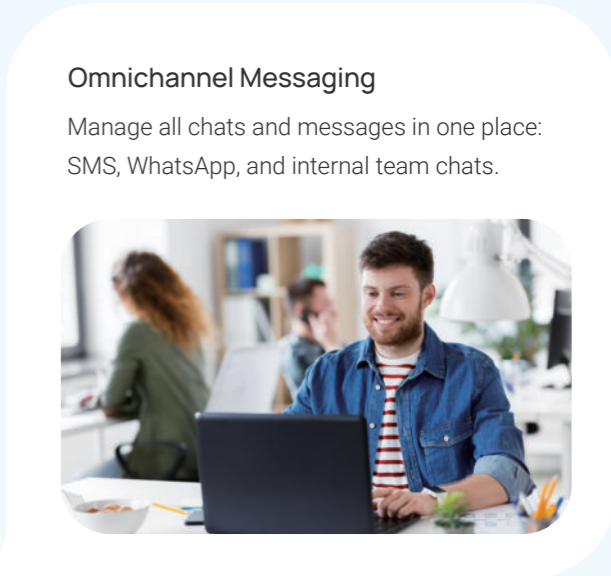 Omnichannel Messaging
Manage all chats and messages in one place:
SMS, WhatsApp, and internal team chats.